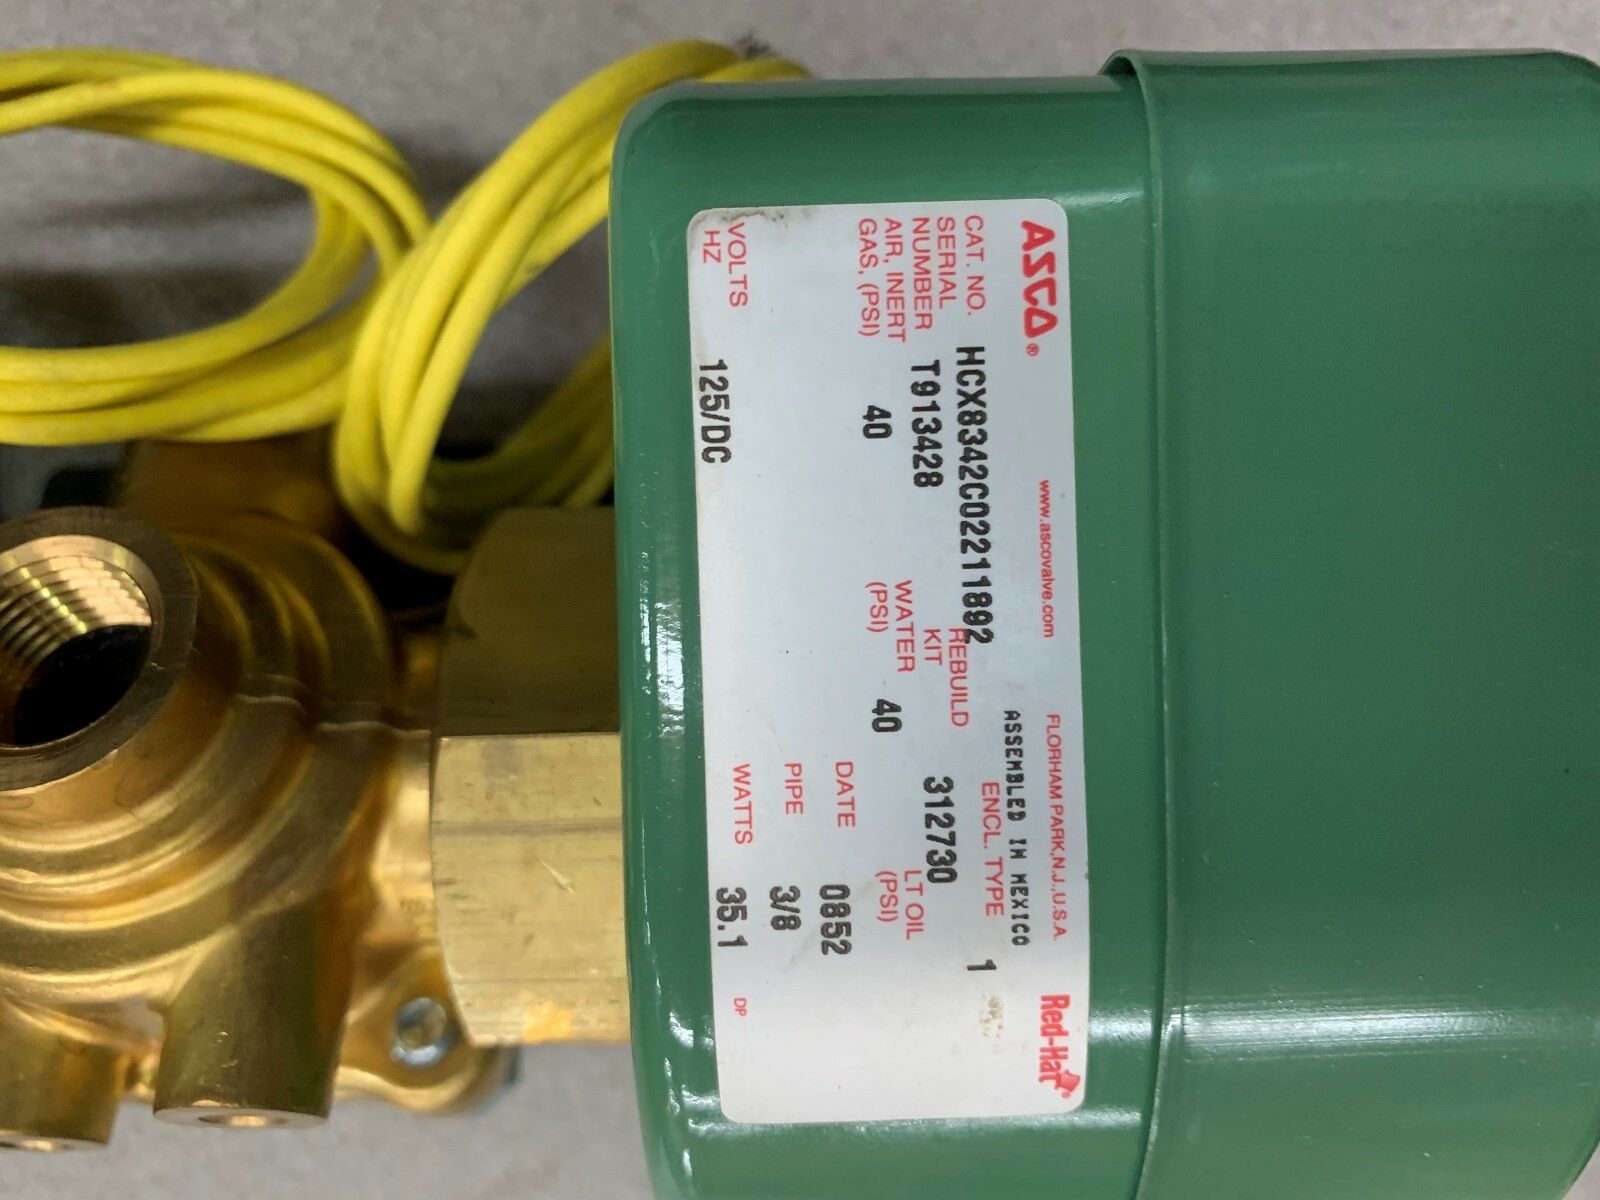 ASCO® www.ascovalve.com FLORHAM PARK,N.J.,U.S.A. Red-Hat®
ASSEMBLED IN MEXICO
CAT. NO. HCX8342C02211892 ENCL. TYPE 1
SERIAL NUMBER T913428 REBUILD KIT 312730
AIR, INERT GAS, (PSI) 40 WATER (PSI) 40 LT OIL (PSI)
DATE 0852
PIPE 3/8
VOLTS 125/DC WATTS 35.1 DP
HZ